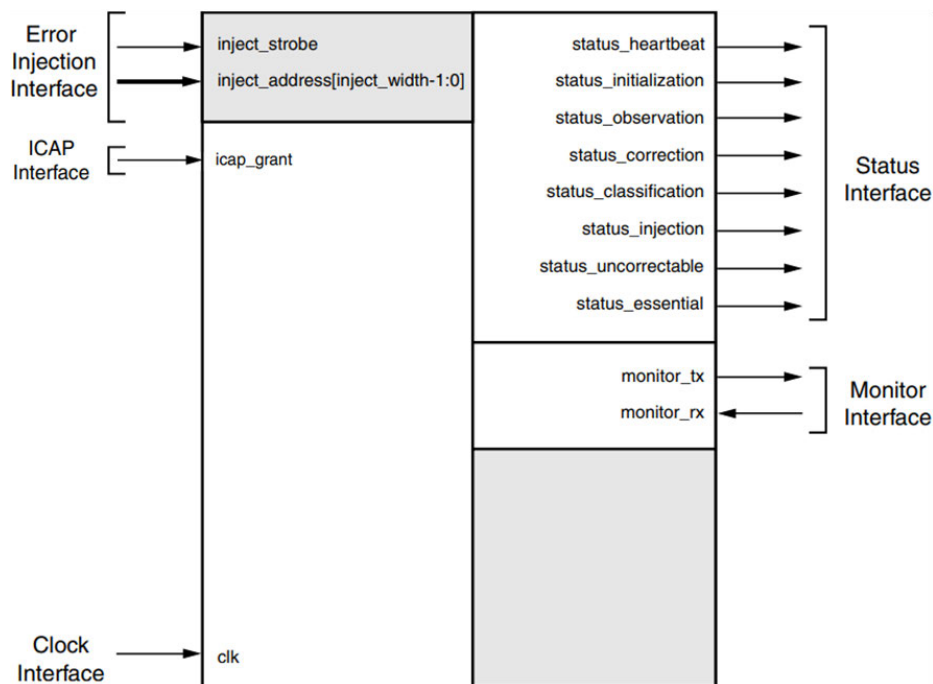 Error
Injection
Interface
inject_strobe
inject_address[inject_width-1:0]
ICAP
Interface
icap_grant
Clock
Interface
clk
status_heartbeat
status_initialization
status_observation
status_correction
status_classification
status_injection
status_uncorrectable
status_essential
Status
Interface
monitor_tx
monitor_rx
Monitor
Interface